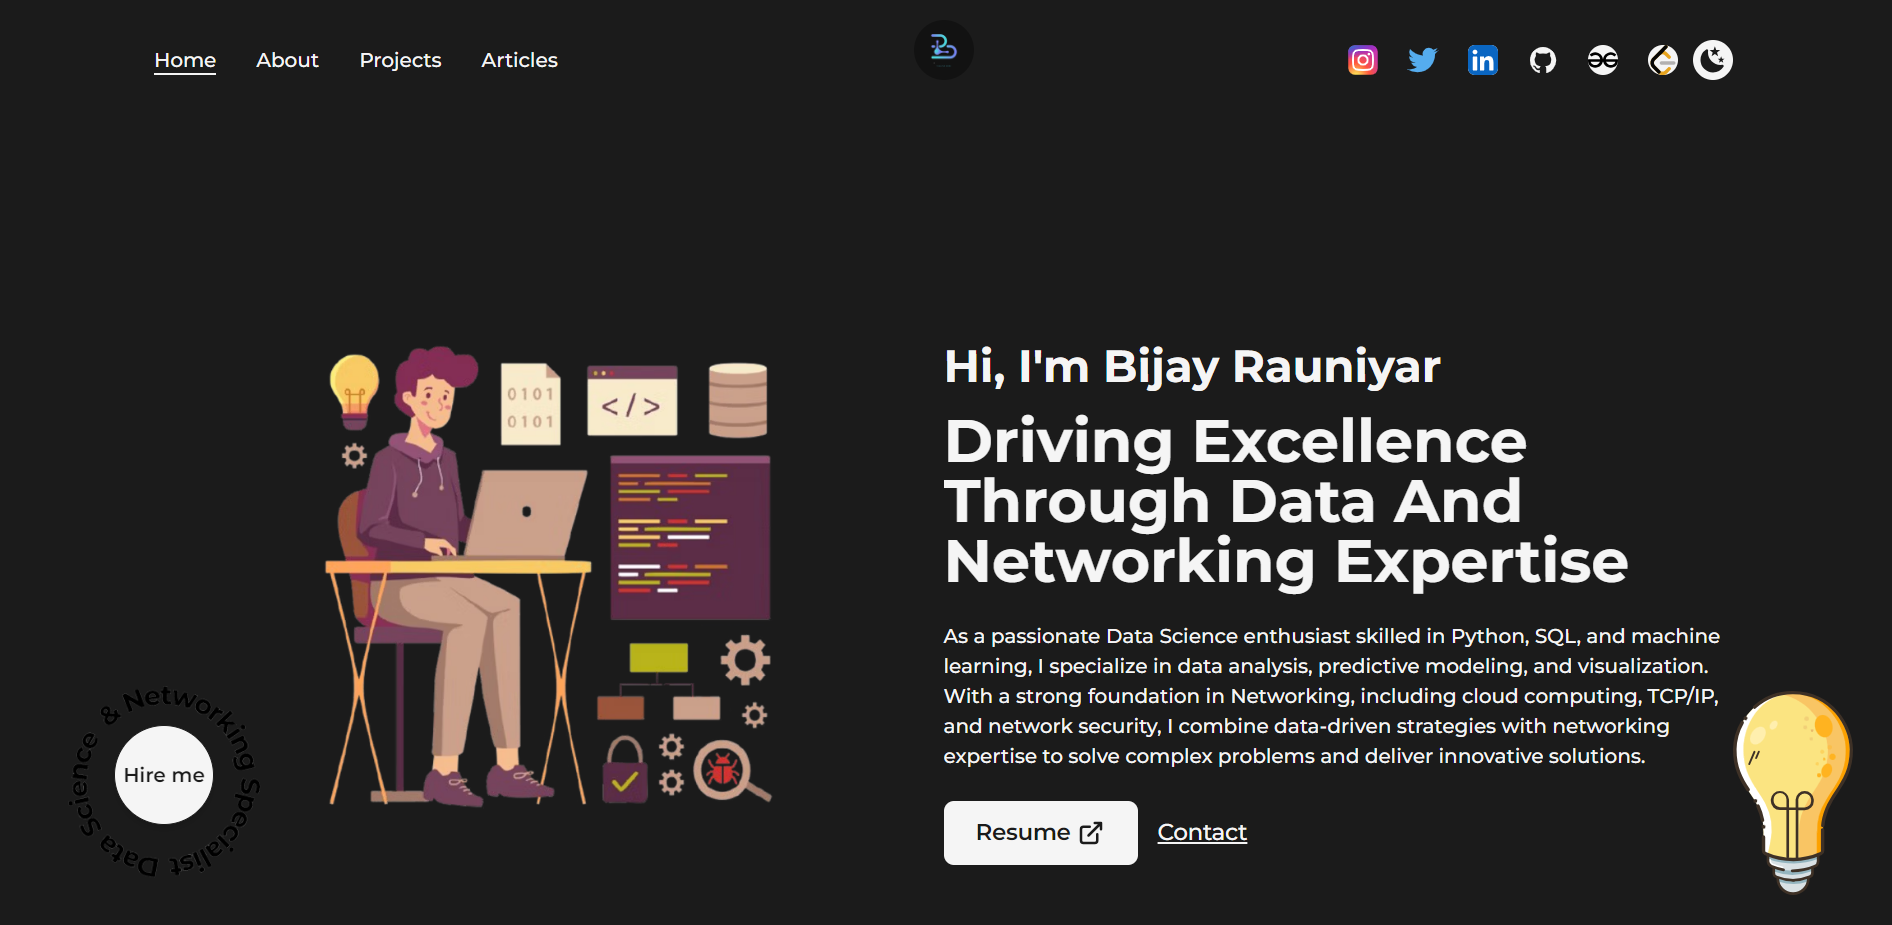 Home
About
Projects
Articles
Hi, I'm Bijay Rauniyar
Driving Excellence
Through Data And
Networking Expertise
As a passionate Data Science enthusiast skilled in Python, SQL, and machine
learning, I specialize in data analysis, predictive modeling, and visualization.
With a strong foundation in Networking, including cloud computing, TCP/IP,
and network security, I combine data-driven strategies with networking
expertise to solve complex problems and deliver innovative solutions.
Resume
Contact
0101
0101
</>
Data Science & Networking Specialist
Hire me